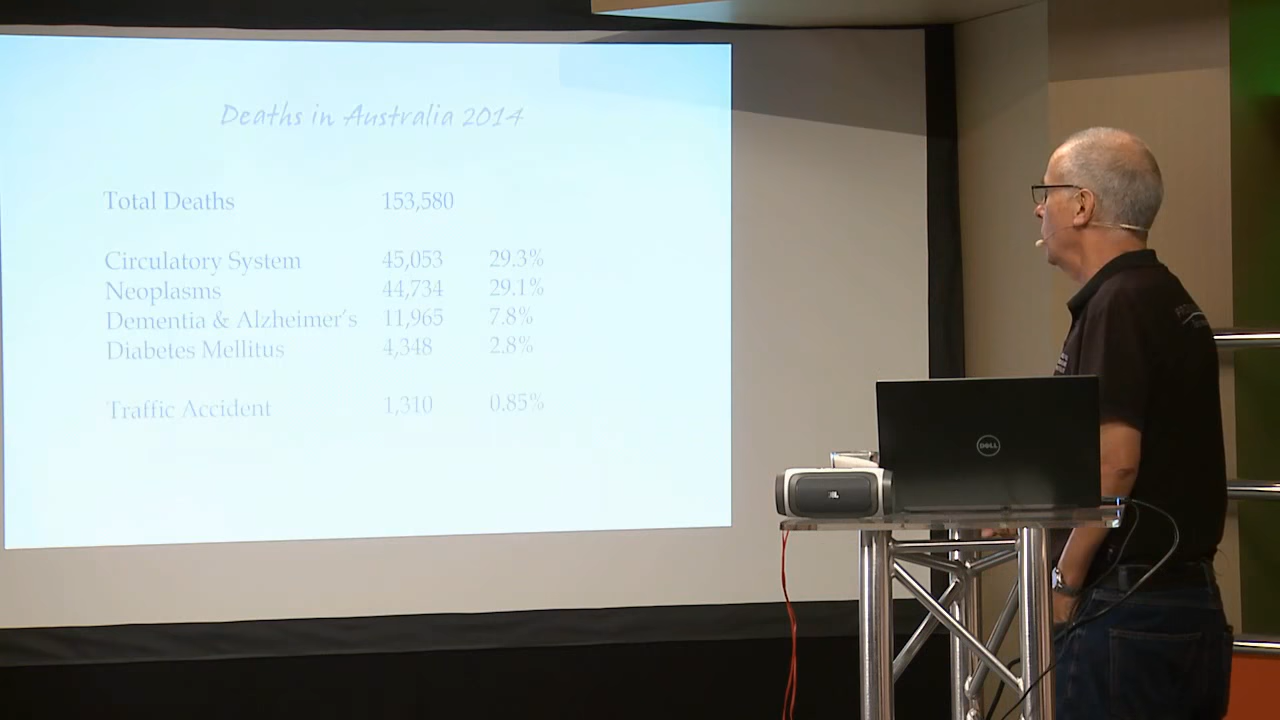 Deaths in Australia 2014
Total Deaths 153,580
Circulatory System 45,053 29.3%
Neoplasms 44,734 29.1%
Dementia & Alzheimer's 11,965 7.8%
Diabetes Mellitus 4,348 2.8%
Traffic Accident 1,310 0.85%
DELL
JBL